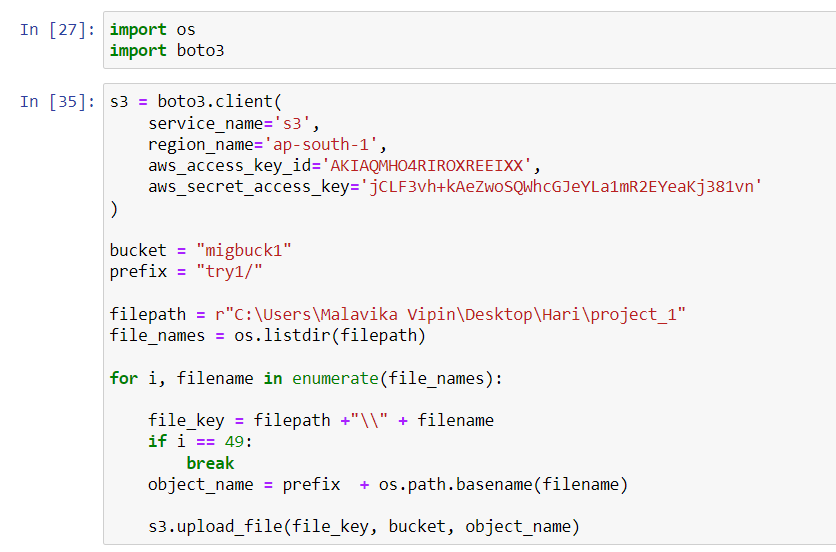 In [27]: import os
import boto3
In [35]: s3 = boto3.client(
service_name='s3',
region_name='ap-south-1',
aws_access_key_id='AKIAQMHO4RIROXREEIXX',
aws_secret_access_key='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'
)
bucket = "migbuck1"
prefix = "try1/"
filepath = r"C:\Users\Malavika Vipin\Desktop\Hari\project_1"
file_names = os.listdir(filepath)
for i, filename in enumerate(file_names):
file_key = filepath +"\\" + filename
if i == 49:
break
object_name = prefix  + os.path.basename(filename)
s3.upload_file(file_key, bucket, object_name)